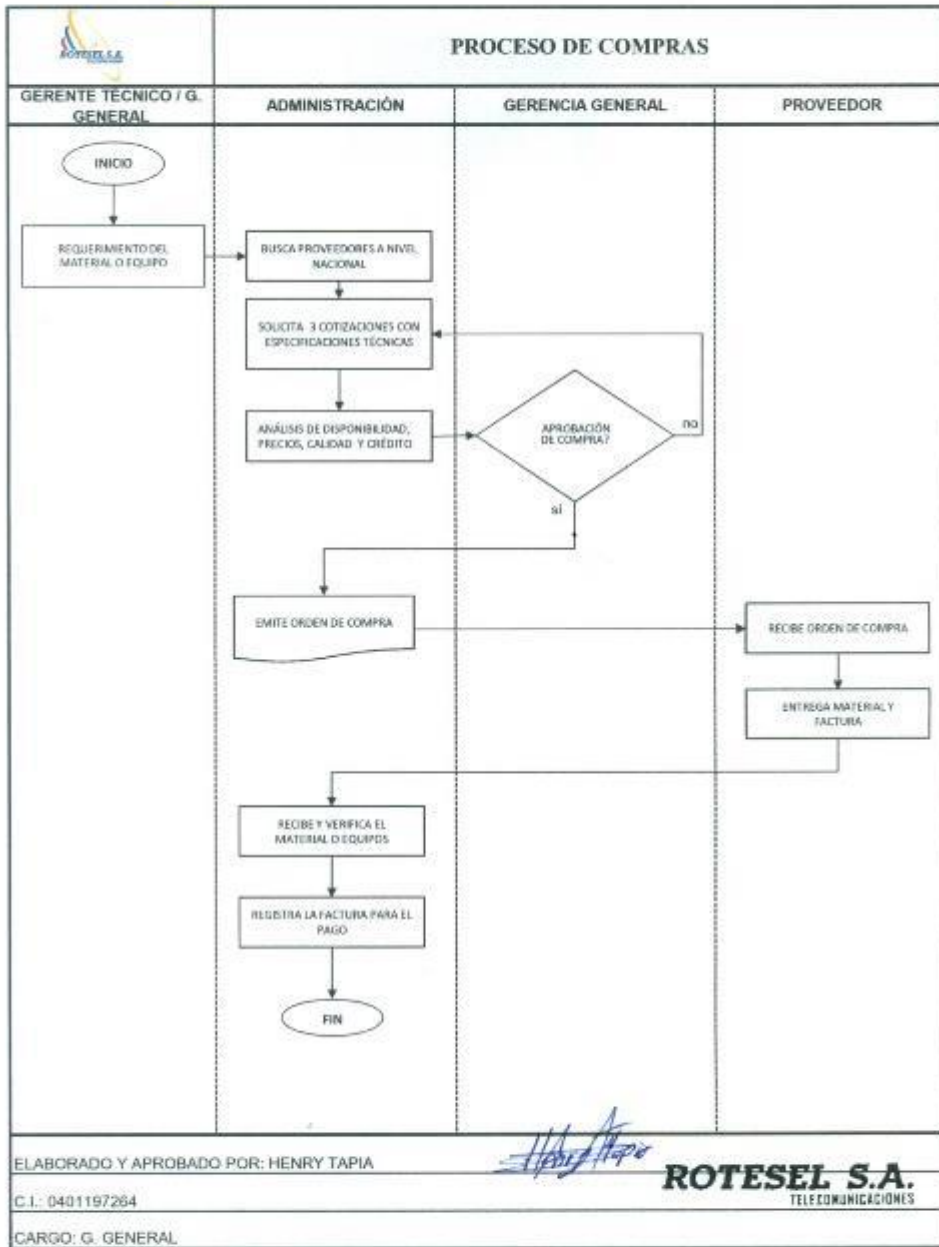 ROTESEL S.A.
PROCESO DE COMPRAS
GERENTE TÉCNICO / G.
GENERAL
ADMINISTRACIÓN
GERENCIA GENERAL
PROVEEDOR
INICIO
REQUERIMIENTO DEL
MATERIAL O EQUIPO
BUSCA PROVEEDORES A NIVEL
NACIONAL
SOLICITA 3 COTIZACIONES CON
ESPECIFICACIONES TÉCNICAS
ANÁLISIS DE DISPONIBILIDAD,
PRECIOS, CALIDAD Y CRÉDITO
APROBACIÓN
DE COMPRA?
no
sí
EMITE ORDEN DE COMPRA
RECIBE ORDEN DE COMPRA
ENTREGA MATERIAL Y
FACTURA
RECIBE Y VERIFICA EL
MATERIAL O EQUIPOS
REGISTRA LA FACTURA PARA EL
PAGO
FIN
ELABORADO Y APROBADO POR: HENRY TAPIA
ROTESEL S.A.
TELECOMUNICACIONES
C.I.: 0401197264
CARGO: G. GENERAL